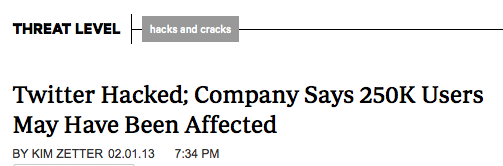 THREAT LEVEL hacks and cracks
Twitter Hacked; Company Says 250K Users
May Have Been Affected
BY KIM ZETTER 02.01.13 7:34 PM